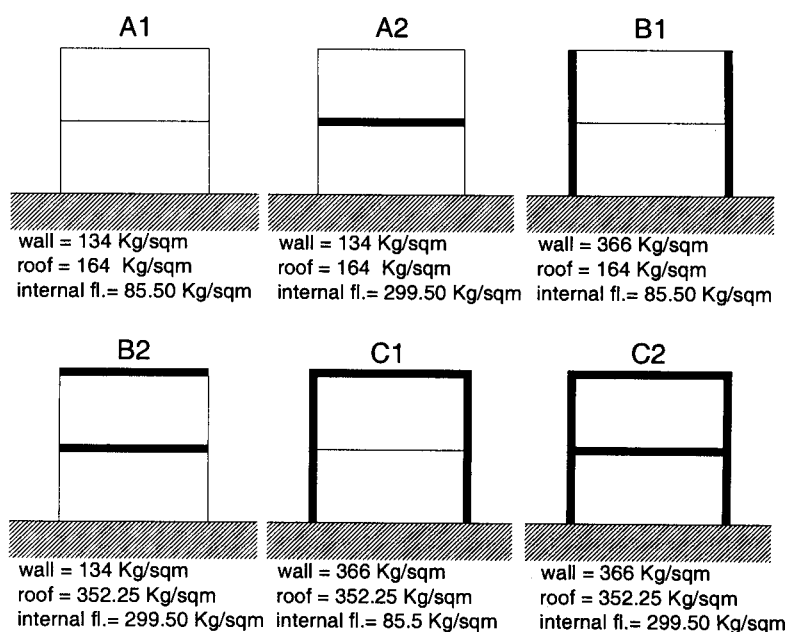 A1
A2
B1
wall = 134 Kg/sqm
roof = 164 Kg/sqm
internal fl.= 85.50 Kg/sqm
wall = 134 Kg/sqm
roof = 164 Kg/sqm
internal fl.= 299.50 Kg/sqm
wall = 366 Kg/sqm
roof = 164 Kg/sqm
internal fl.= 85.50 Kg/sqm
B2
C1
C2
wall = 134 Kg/sqm
roof = 352.25 Kg/sqm
internal fl.= 299.50 Kg/sqm
wall = 366 Kg/sqm
roof = 352.25 Kg/sqm
internal fl.= 85.5 Kg/sqm
wall = 366 Kg/sqm
roof = 352.25 Kg/sqm
internal fl.= 299.50 Kg/sqm